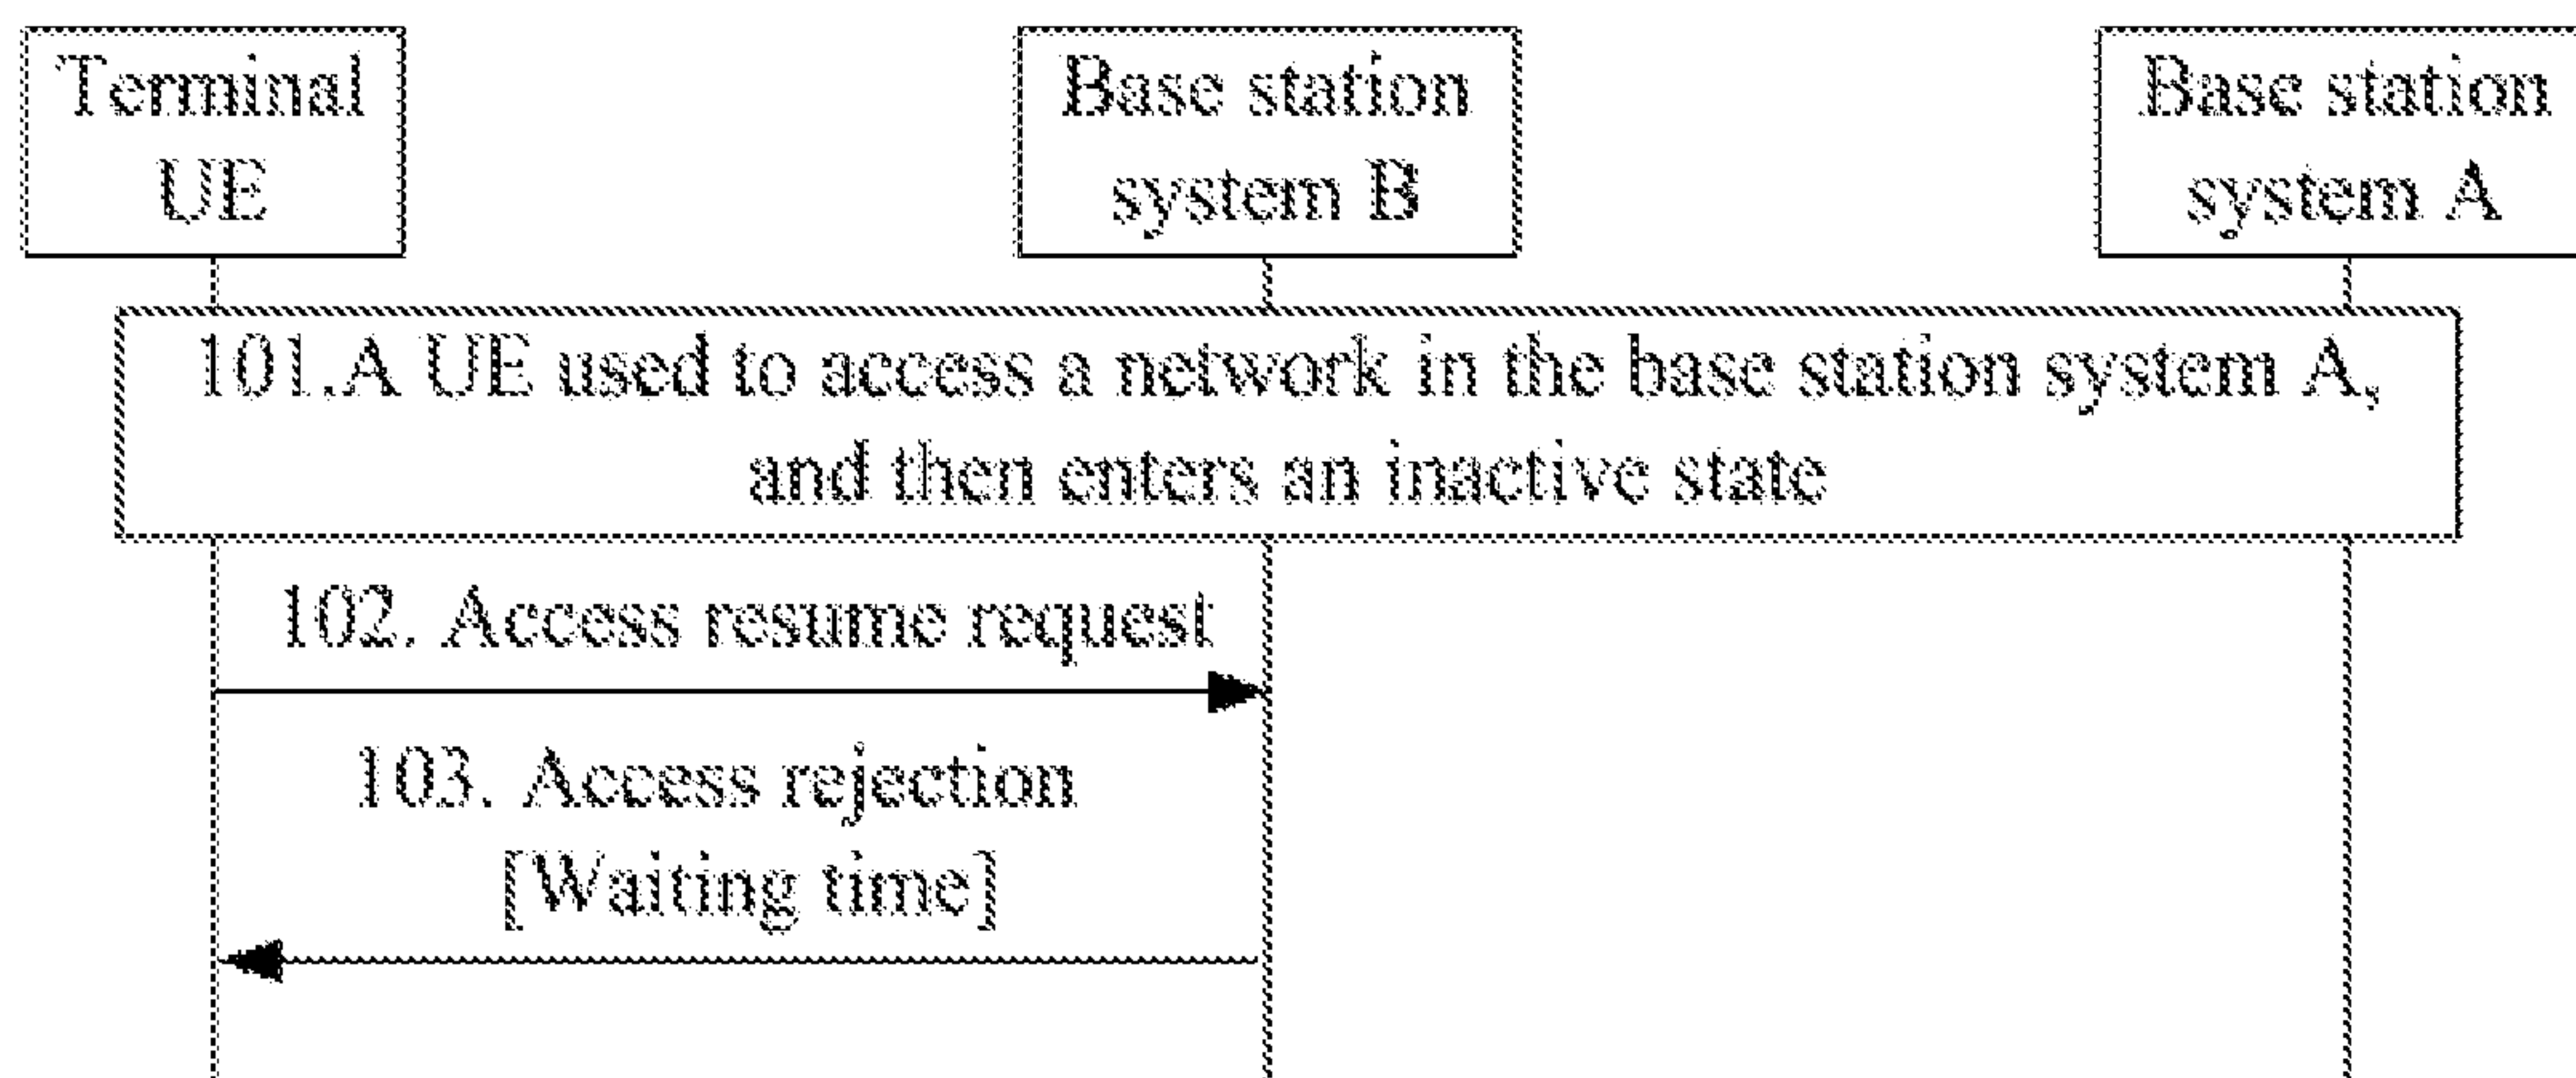 Terminal
UE
Base station
system B
Base station
system A
101.A UE used to access a network in the base station system A,
and then enters an inactive state
102. Access resume request
103. Access rejection
[Waiting time]